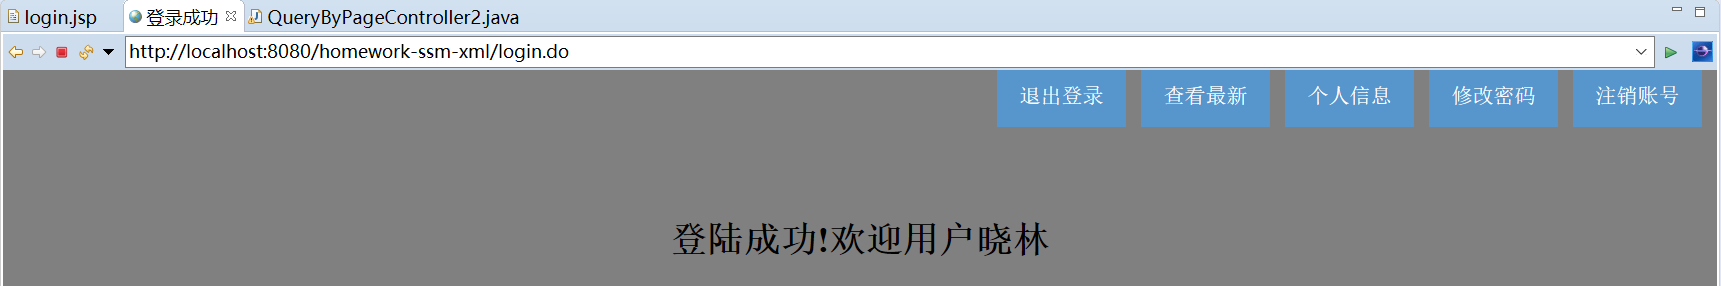 login.jsp 登录成功 QueryByPageController2.java
http://localhost:8080/homework-ssm-xml/login.do
退出登录 查看最新 个人信息 修改密码 注销账号
登陆成功!欢迎用户晓林